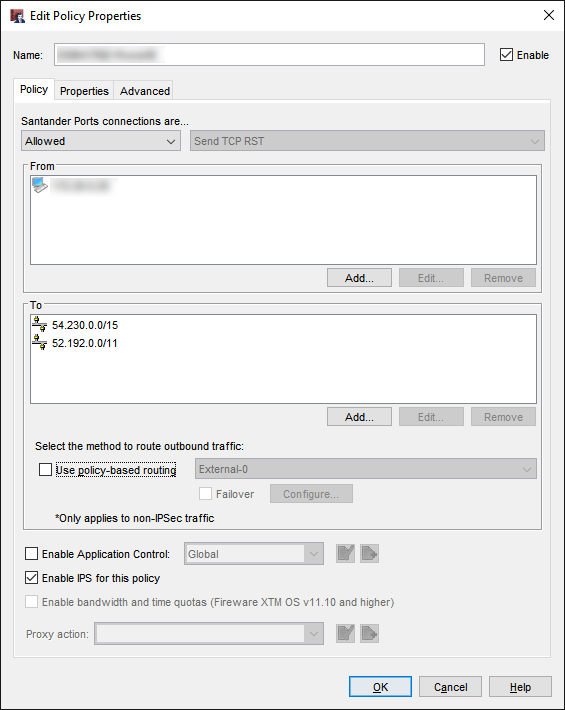 Edit Policy Properties
Name:
Enable
Policy Properties Advanced
Santander Ports connections are...
Allowed Send TCP RST
From
Add... Edit... Remove
To
54.230.0.0/15
52.192.0.0/11
Add... Edit... Remove
Select the method to route outbound traffic:
Use policy-based routing External-0
Failover Configure...
*Only applies to non-IPSec traffic
Enable Application Control: Global
Enable IPS for this policy
Enable bandwidth and time quotas (Fireware XTM OS v11.10 and higher)
Proxy action:
OK Cancel Help